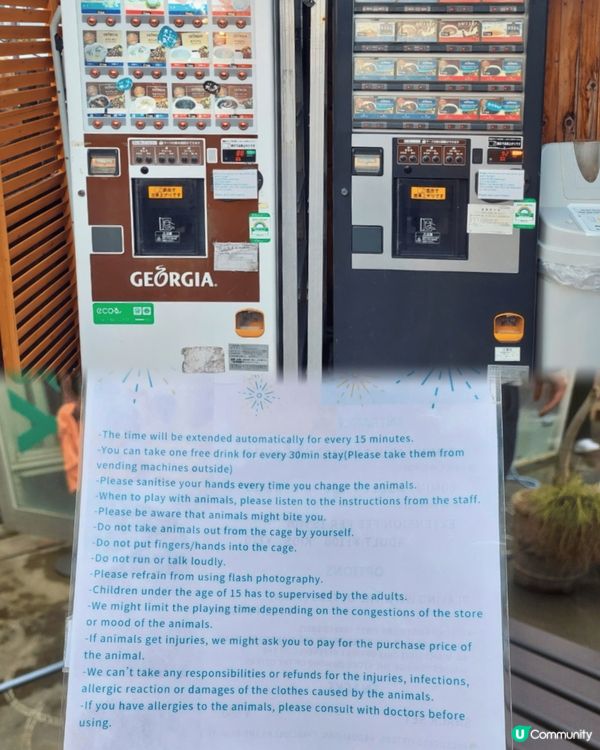 GEORGIA
eco
-The time will be extended automatically for every 15 minutes.
-You can take one free drink for every 30min stay(Please take them from
vending machines outside)
-Please sanitise your hands every time you change the animals.
-When to play with animals, please listen to the instructions from the staff.
-Please be aware that animals might bite you.
-Do not take animals out from the cage by yourself.
-Do not put fingers/hands into the cage.
-Do not run or talk loudly.
-Please refrain from using flash photography.
-Children under the age of 15 has to supervised by the adults.
-We might limit the playing time depending on the congestions of the store
or mood of the animals.
-If animals get injuries, we might ask you to pay for the purchase price of
the animal.
-We can't take any responsibilities or refunds for the injuries, infections,
allergic reaction or damages of the clothes caused by the animals.
-If you have allergies to the animals, please consult with doctors before
using.
U Community